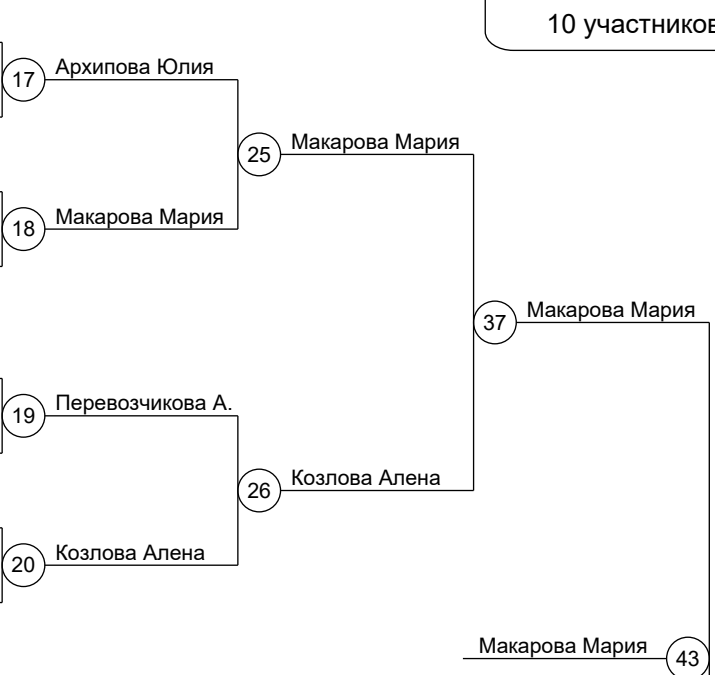 10 участников
17 Архипова Юлия
25 Макарова Мария
18 Макарова Мария
37 Макарова Мария
19 Перевозчикова А.
26 Козлова Алена
20 Козлова Алена
Макарова Мария 43